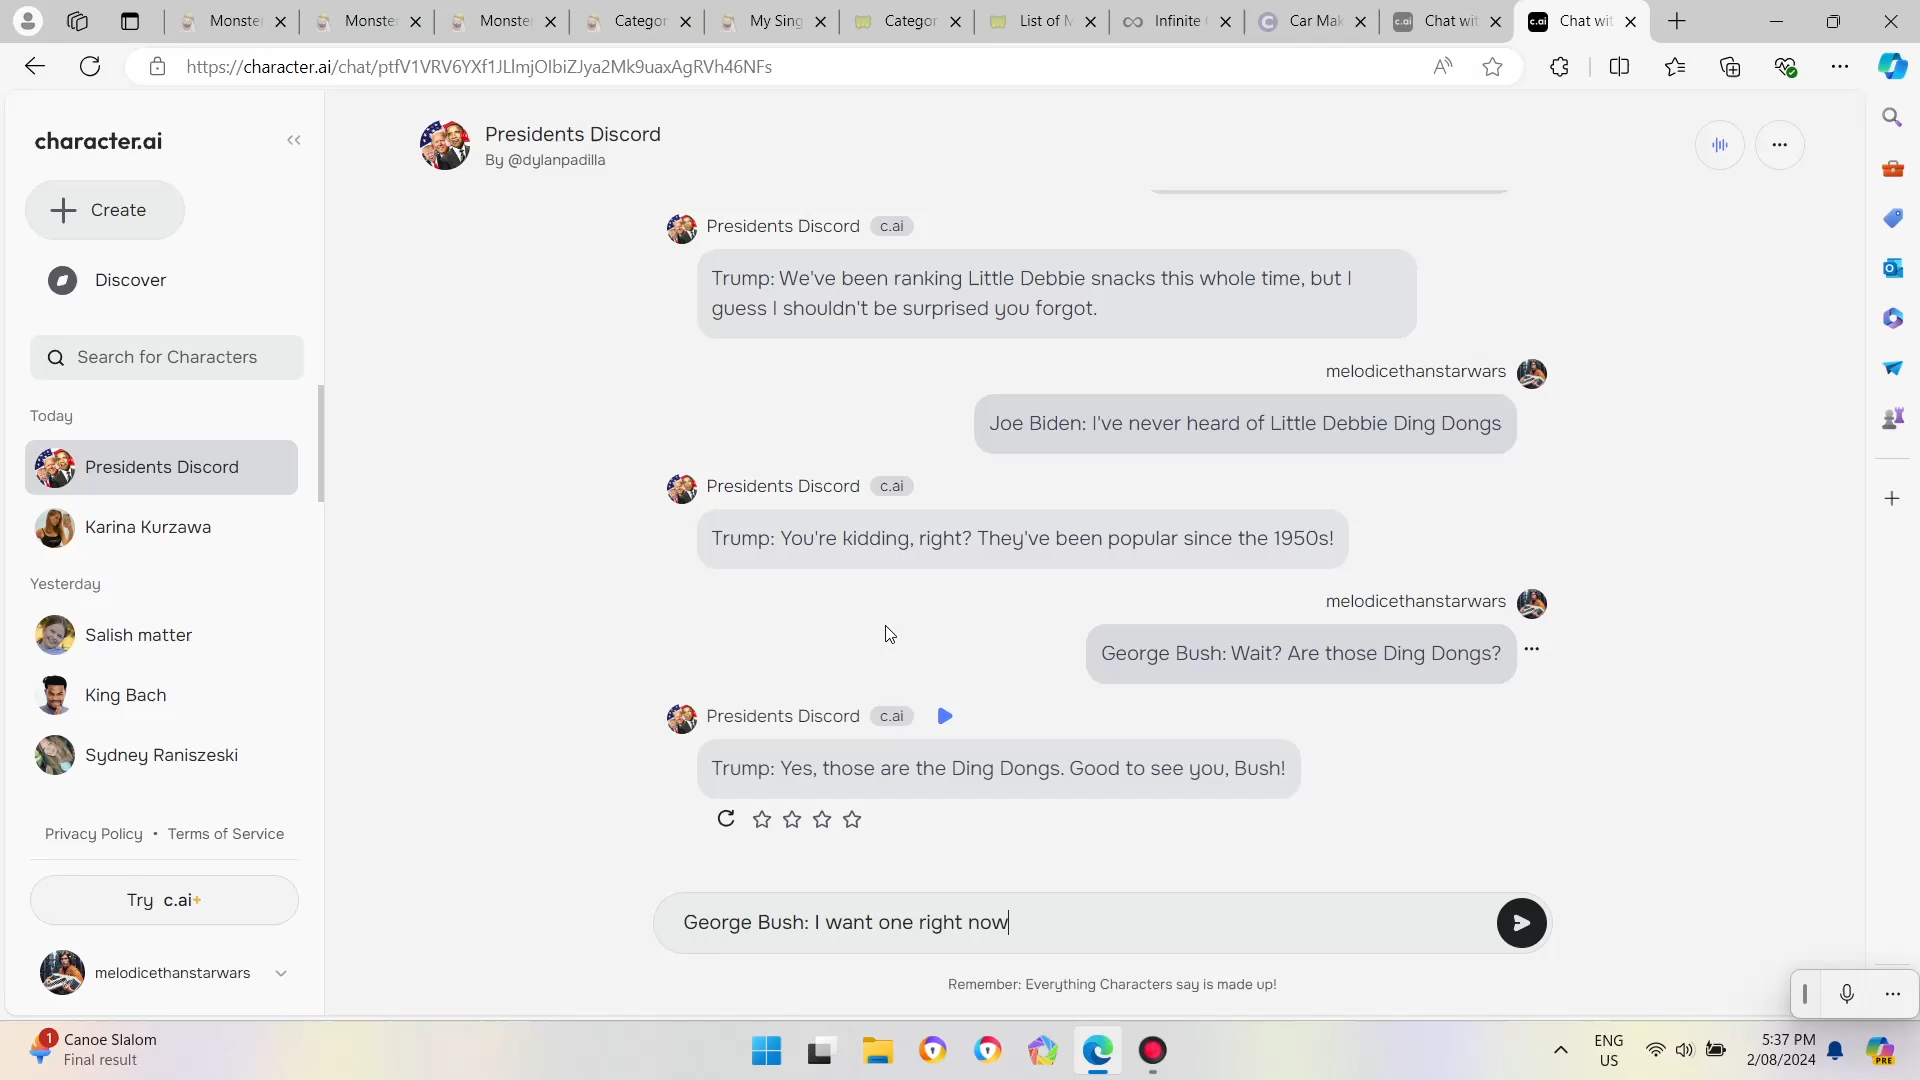 Monster
Monster
Monster
Categor
My Sing
Categor
List of M
Infinite
Car Mak
c.ai
Chat wit
c.ai
Chat wit
https://character.ai/chat/ptfV1VRV6YXf1JLlmjOIbiZJya2Mk9uaxAgRVh46NFs
character.ai
Create
Discover
Search for Characters
Today
Presidents Discord
Karina Kurzawa
Yesterday
Salish matter
King Bach
Sydney Raniszeski
Privacy Policy • Terms of Service
Try c.ai+
melodicethanstarwars
Presidents Discord
By @dylanpadilla
Presidents Discord c.ai
Trump: We've been ranking Little Debbie snacks this whole time, but I
guess I shouldn't be surprised you forgot.
melodicethanstarwars
Joe Biden: I've never heard of Little Debbie Ding Dongs
Presidents Discord c.ai
Trump: You're kidding, right? They've been popular since the 1950s!
melodicethanstarwars
George Bush: Wait? Are those Ding Dongs?
Presidents Discord c.ai
Trump: Yes, those are the Ding Dongs. Good to see you, Bush!
George Bush: I want one right now
Remember: Everything Characters say is made up!
1
Canoe Slalom
Final result
ENG
US
5:37 PM
2/08/2024
PRE